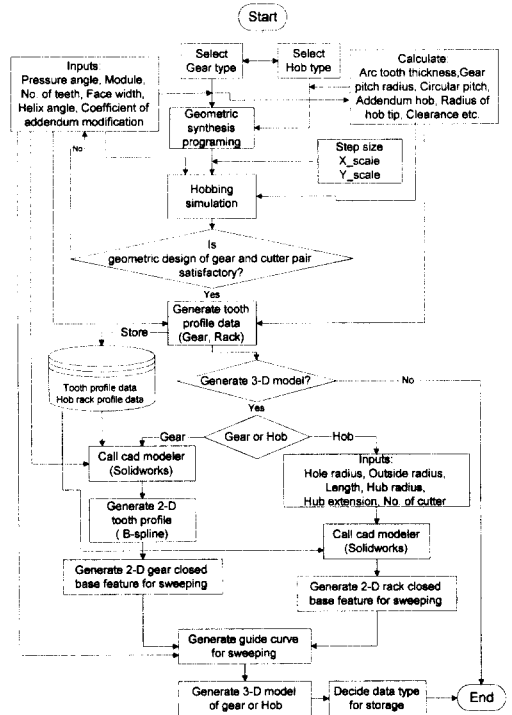 Start
Inputs:
Pressure angle, Module,
No. of teeth, Face width,
Helix angle, Coefficient of
addendum modification
Select
Gear type
Select
Hob type
Calculate
Arc tooth thickness,Gear
pitch radius, Circular pitch,
Addendum hob, Radius of
hob tip, Clearance etc.
No
Geometric
synthesis
programing
Step size
X_scale
Y_scale
Hobbing
simulation
Is
geometric design of gear and cutter pair
satisfactory?
Yes
Generate tooth
profile data
(Gear, Rack)
Store
Tooth profile data
Hob rack profile data
Generate 3-D model?
No
Yes
Gear
Gear or Hob
Hob
Call cad modeler
(Solidworks)
Inputs:
Hole radius, Outside radius,
Length, Hub radius,
Hub extension, No. of cutter
Generate 2-D
tooth profile
( B-spline)
Call cad modeler
(Solidworks)
Generate 2-D gear closed
base feature for sweeping
Generate 2-D rack closed
base feature for sweeping
Generate guide curve
for sweeping
Generate 3-D model
of gear or Hob
Decide data type
for storage
End